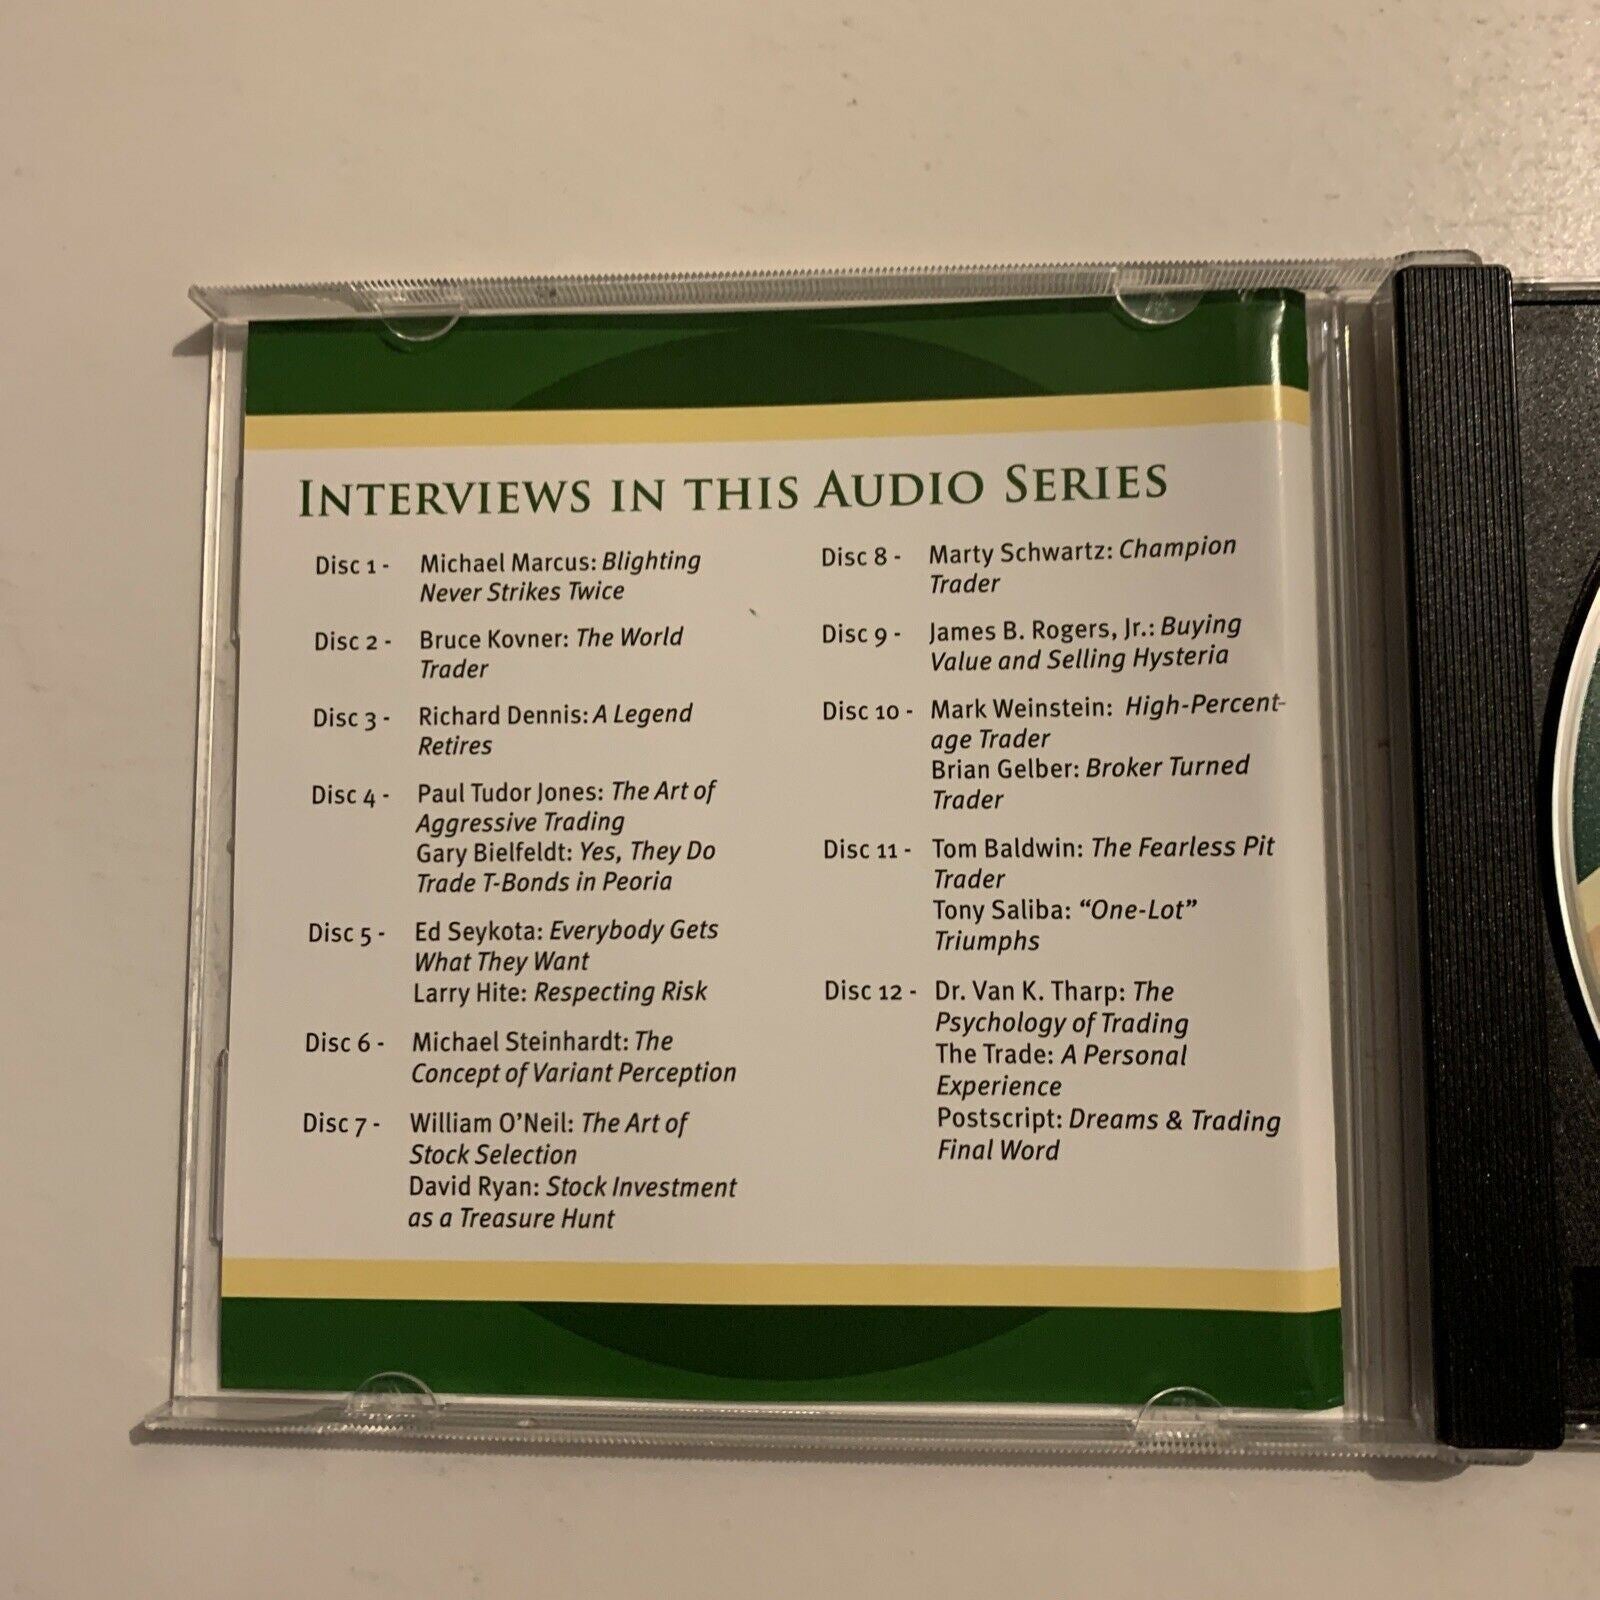 INTERVIEWS IN THIS AUDIO SERIES
Disc 1 - Michael Marcus: Blighting
Never Strikes Twice
Disc 2 - Bruce Kovner: The World
Trader
Disc 3 - Richard Dennis: A Legend
Retires
Disc 4 - Paul Tudor Jones: The Art of
Aggressive Trading
Gary Bielfeldt: Yes, They Do
Trade T-Bonds in Peoria
Disc 5 - Ed Seykota: Everybody Gets
What They Want
Larry Hite: Respecting Risk
Disc 6 - Michael Steinhardt: The
Concept of Variant Perception
Disc 7 - William O'Neil: The Art of
Stock Selection
David Ryan: Stock Investment
as a Treasure Hunt
Disc 8 - Marty Schwartz: Champion
Trader
Disc 9 - James B. Rogers, Jr.: Buying
Value and Selling Hysteria
Disc 10 - Mark Weinstein: High-Percent-
age Trader
Brian Gelber: Broker Turned
Trader
Disc 11 - Tom Baldwin: The Fearless Pit
Trader
Tony Saliba: “One-Lot”
Triumphs
Disc 12 - Dr. Van K. Tharp: The
Psychology of Trading
The Trade: A Personal
Experience
Postscript: Dreams & Trading
Final Word